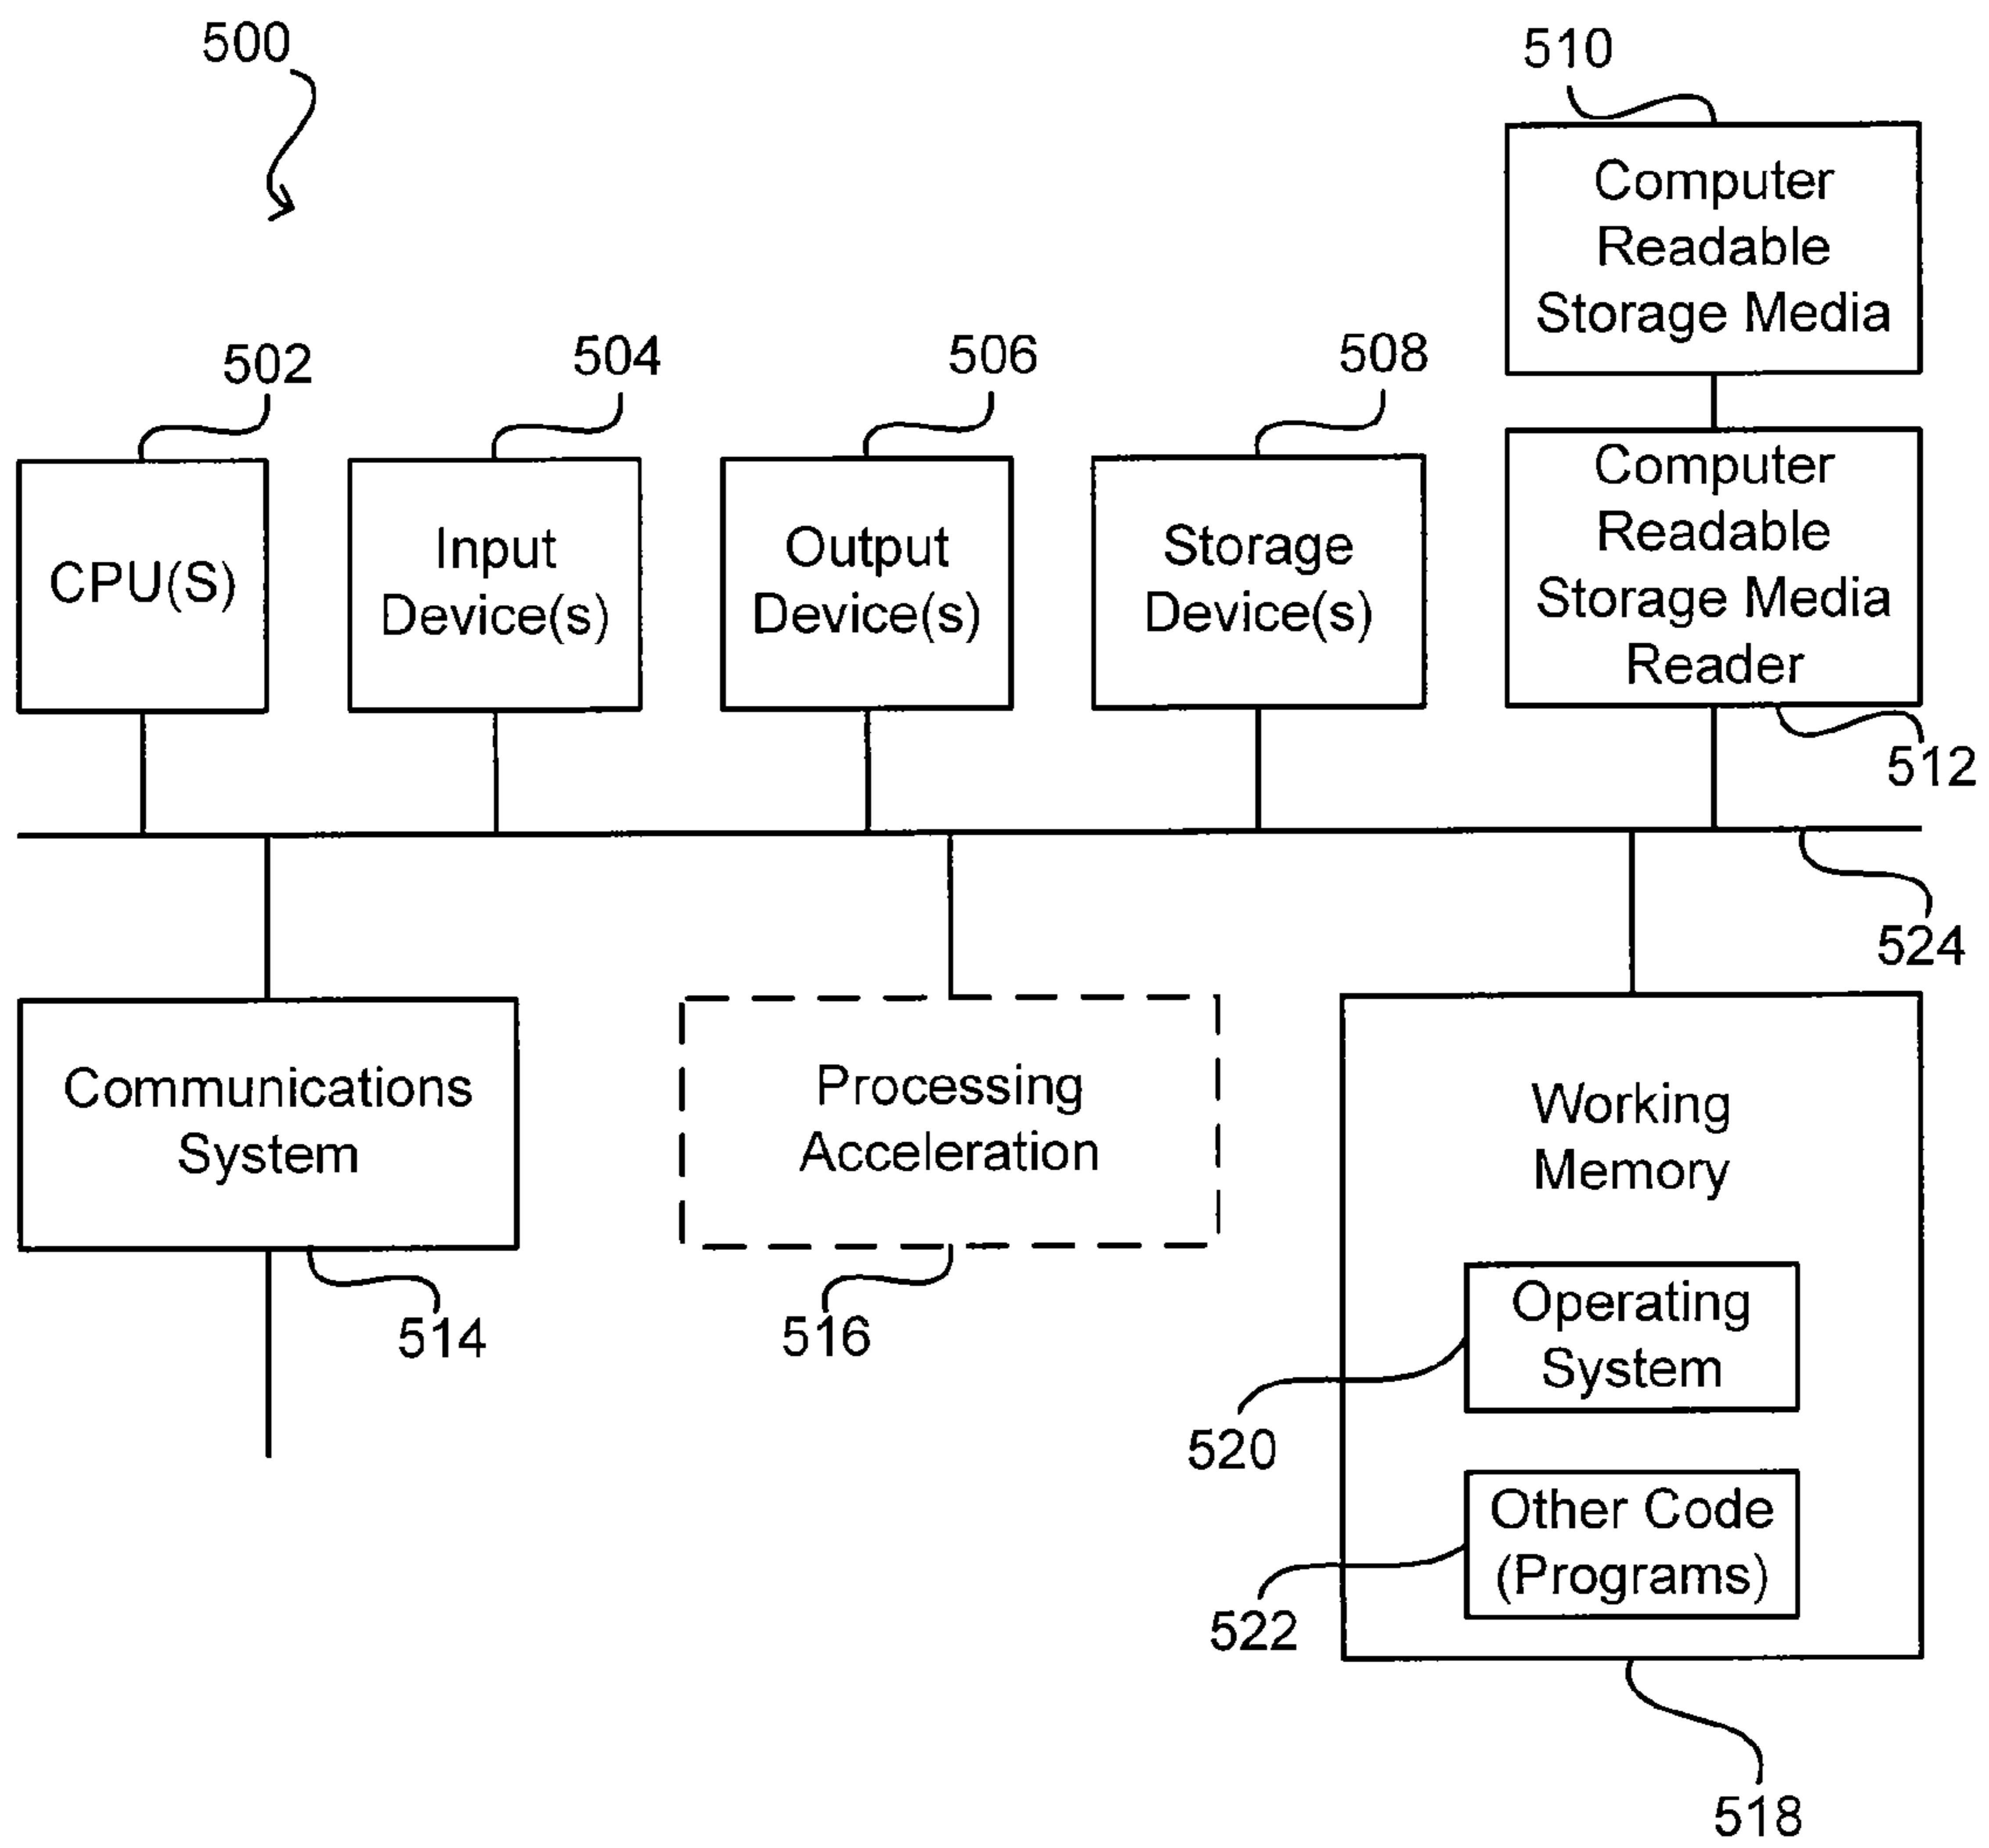 500
510
Computer
Readable
Storage Media
502
504
506
508
CPU(S)
Input
Device(s)
Output
Device(s)
Storage
Device(s)
Computer
Readable
Storage Media
Reader
512
524
Communications
System
514
Processing
Acceleration
516
Working
Memory
Operating
System
520
Other Code
(Programs)
522
518